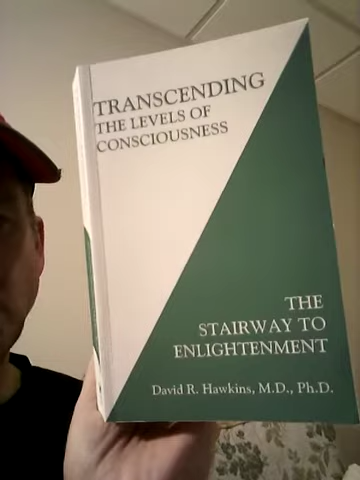 TRANSCENDING
THE LEVELS OF
CONSCIOUSNESS
THE
STAIRWAY TO
ENLIGHTENMENT
David R. Hawkins, M.D., Ph.D.